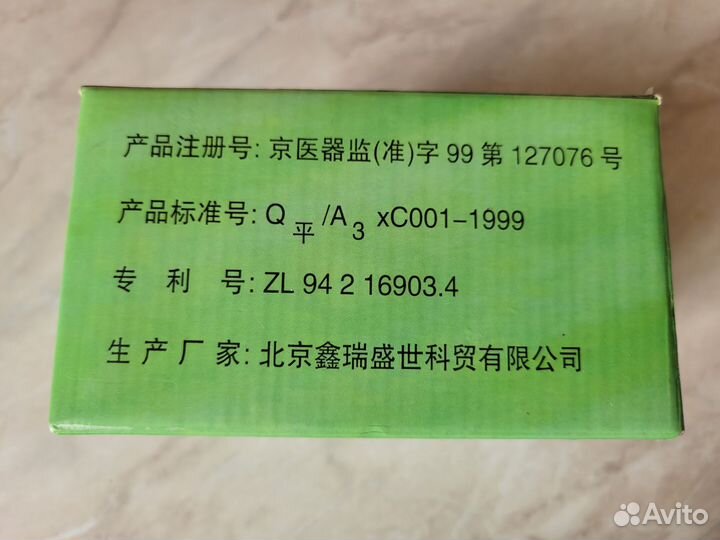 产品注册号: 京医器监(准)字 99 第 127076 号
产品标准号: Q 平 /A 3 xC001-1999
专 利 号: ZL 94 2 16903.4
生 产 厂 家: 北京鑫瑞盛世科贸有限公司
Avito